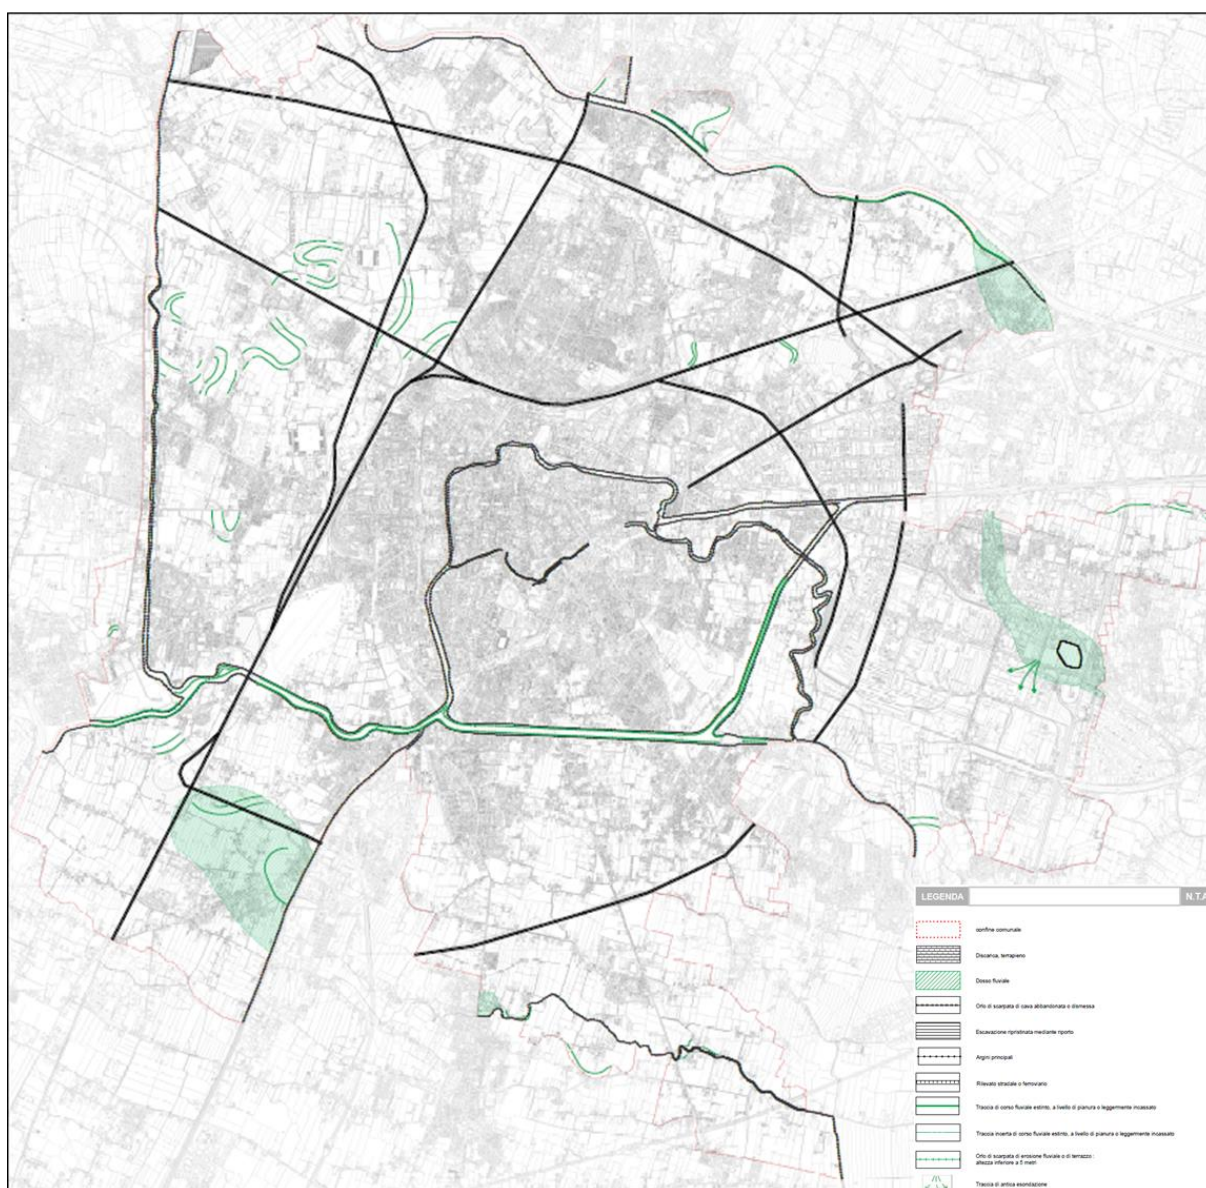 LEGENDA
N.T.A
confine comunale
Discarica, terrapieno
Dosso fluviale
Orlo di scarpata di cava abbandonata o dismessa
Escavazione ripristinata mediante riporto
Argini principali
Rilevato stradale o ferroviario
Traccia di corso fluviale estinto, a livello di pianura o leggermente incassato
Traccia incerta di corso fluviale estinto, a livello di pianura o leggermente incassato
Orlo di scarpata di erosione fluviale o di terrazzo :
altezza inferiore a 5 metri
Traccia di antica esondazione